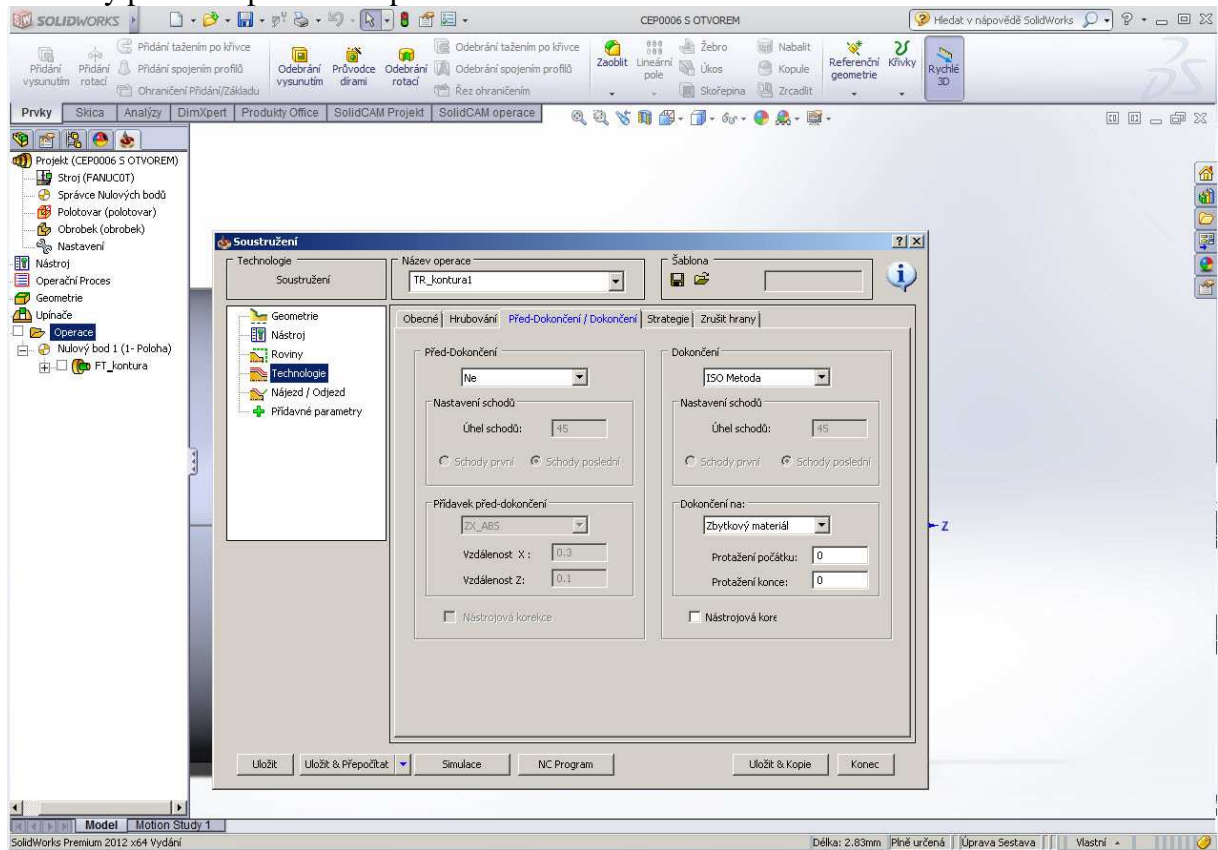 SOLIDWORKS
CEP0006 S OTVOREM
Hledat v nápovědě SolidWorks
Přidání vysunutím
Přidání rotací
Přidání tažením po křivce
Přidání spojením profilů
Ohraničení Přidání/Základu
Odebrání vysunutím
Průvodce dírami
Odebrání rotací
Odebrání tažením po křivce
Odebrání spojením profilů
Řez ohraničením
Zaoblit
Lineární pole
Žebro
Úkos
Skořepina
Nabalit
Kopule
Zrcadlit
Referenční geometrie
Křivky
Rychlé 3D
Prvky
Skica
Analýzy
DimXpert
Produkty Office
SolidCAM Projekt
SolidCAM operace
Projekt (CEP0006 S OTVOREM)
Stroj (FANUC0T)
Správce Nulových bodů
Polotovar (polotovar)
Obrobek (obrobek)
Nastavení
Nástroj
Operační Proces
Geometrie
Upínače
Operace
Nulový bod 1 (1- Poloha)
FT_kontura
Soustružení
Technologie
Soustružení
Název operace
TR_kontura1
Šablona
Geometrie
Nástroj
Roviny
Technologie
Nájezd / Odjezd
Přídavné parametry
Obecné
Hrubování
Před-Dokončení / Dokončení
Strategie
Zrušit hrany
Před-Dokončení
Ne
Nastavení schodů
Úhel schodů: 45
Schody první
Schody poslední
Přídavek před-dokončení
ZX_ABS
Vzdálenost X : 0.3
Vzdálenost Z: 0.1
Nástrojová korekce
Dokončení
ISO Metoda
Nastavení schodů
Úhel schodů: 45
Schody první
Schody poslední
Dokončení na:
Zbytkový materiál
Protažení počátku: 0
Protažení konce: 0
Nástrojová kore
Z
Uložit
Uložit & Přepočítat
Simulace
NC Program
Uložit & Kopie
Konec
Model
Motion Study 1
SolidWorks Premium 2012 x64 Vydání
Délka: 2.83mm
Plně určená
Úprava Sestava
Vlastní